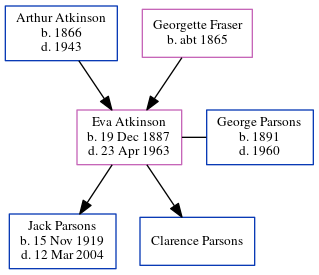 Arthur Atkinson
b. 1866
d. 1943
Georgette Fraser
b. abt 1865
Eva Atkinson
b. 19 Dec 1887
d. 23 Apr 1963
George Parsons
b. 1891
d. 1960
Jack Parsons
b. 15 Nov 1919
d. 12 Mar 2004
Clarence Parsons